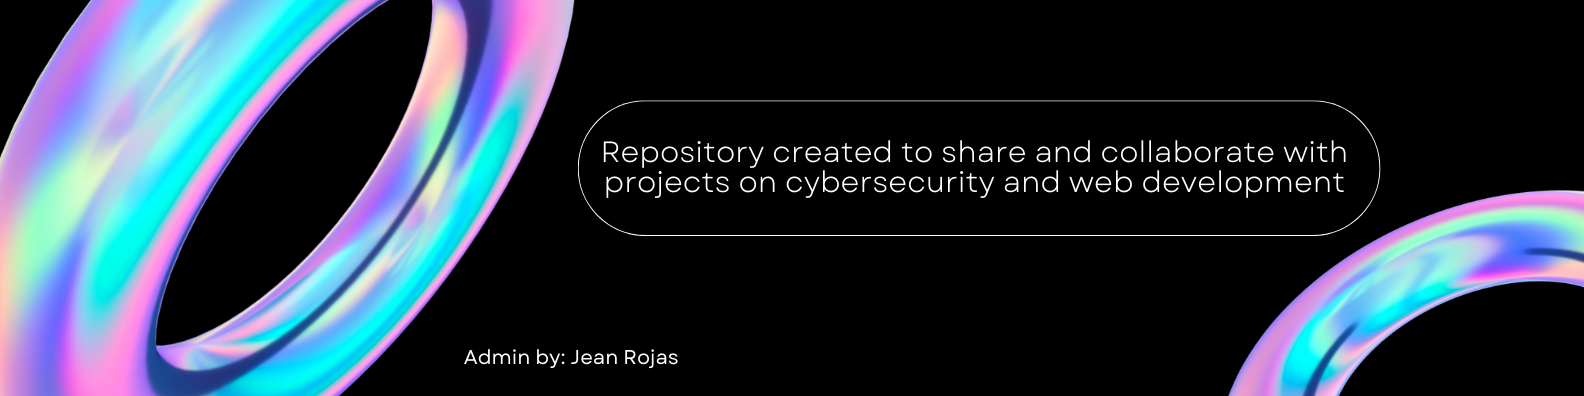 Repository created to share and collaborate with
projects on cybersecurity and web development
Admin by: Jean Rojas